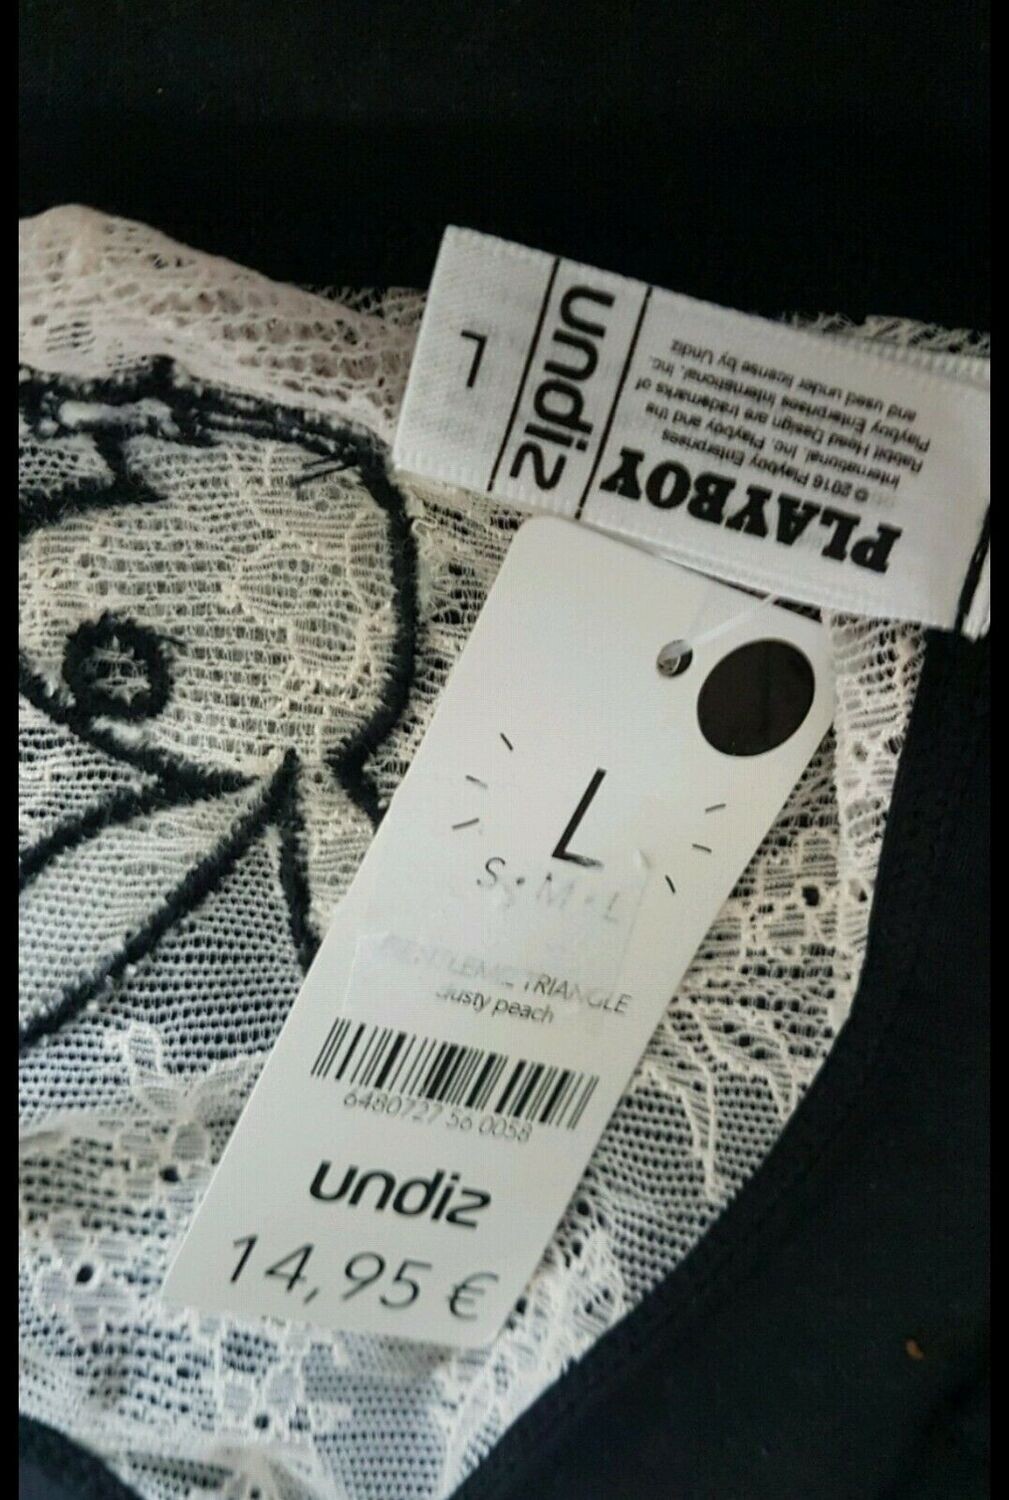 L
undiz
PLAYBOY
© 2016 Playboy Enterprises
International, Inc. Playboy and the
Rabbit Head Design are trademarks of
Playboy Enterprises International, Inc.
and used under license by Undiz
L
S • M • L
TRIANGLE
dusty peach
6480727 56 0058
undiz
14,95 €